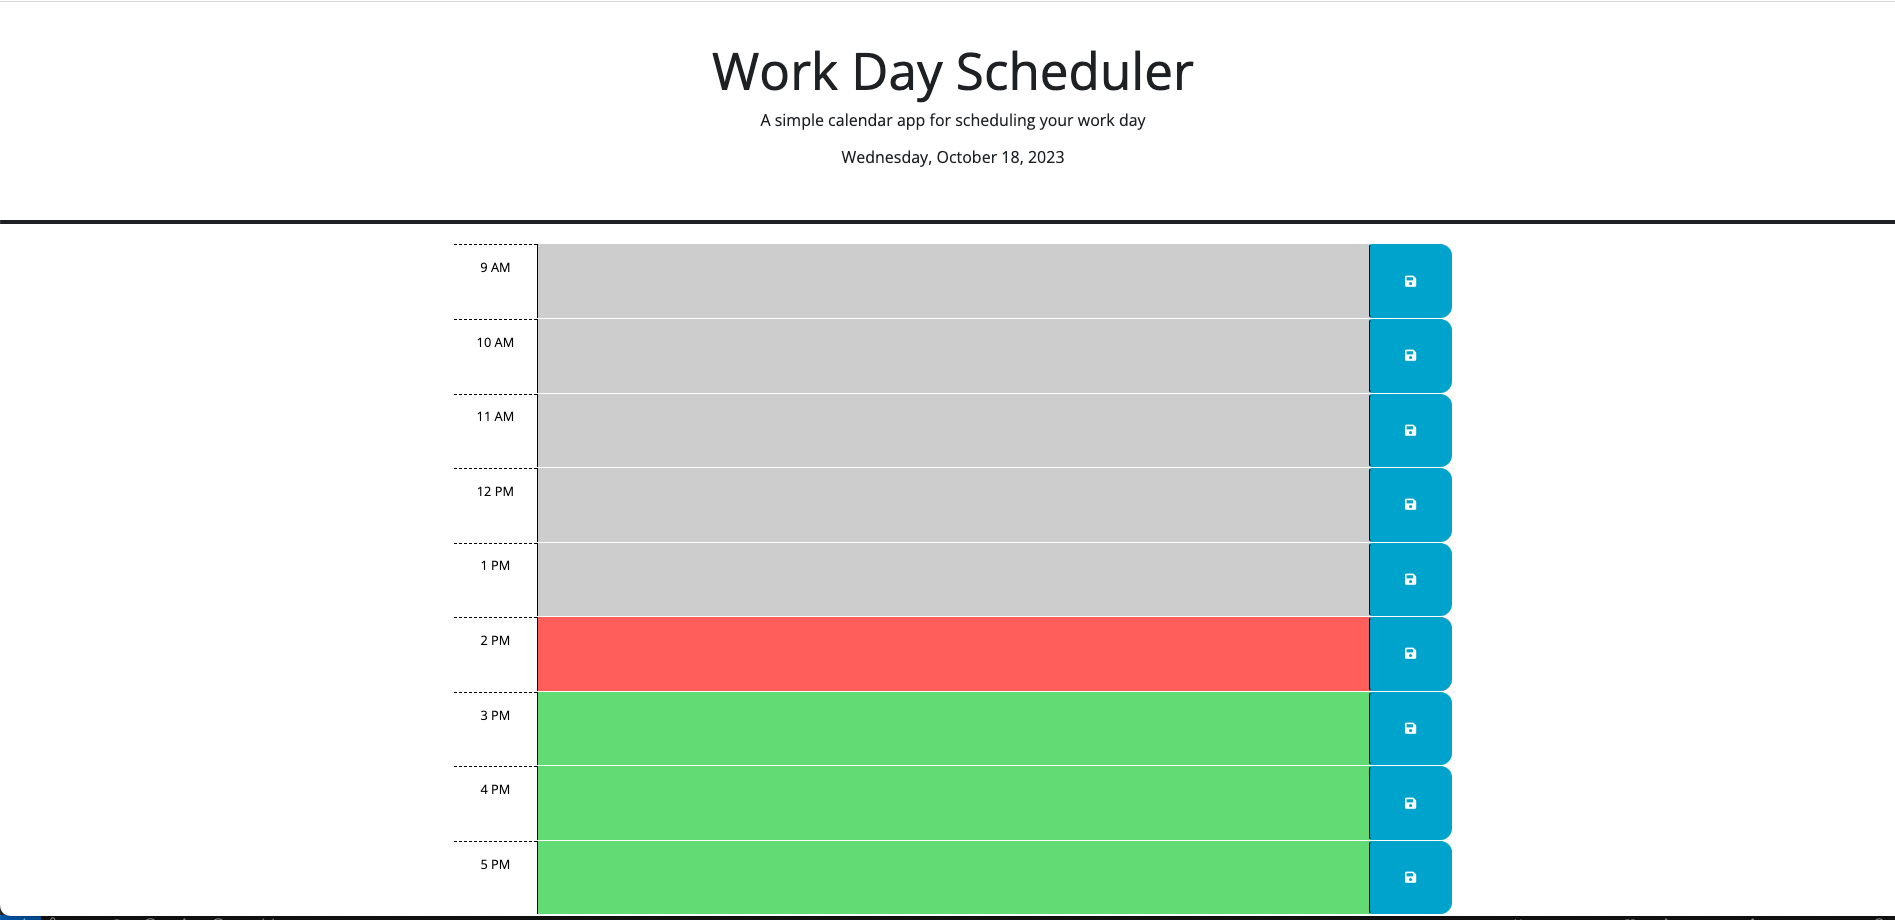 Work Day Scheduler
A simple calendar app for scheduling your work day
Wednesday, October 18, 2023
9 AM
10 AM
11 AM
12 PM
1 PM
2 PM
3 PM
4 PM
5 PM